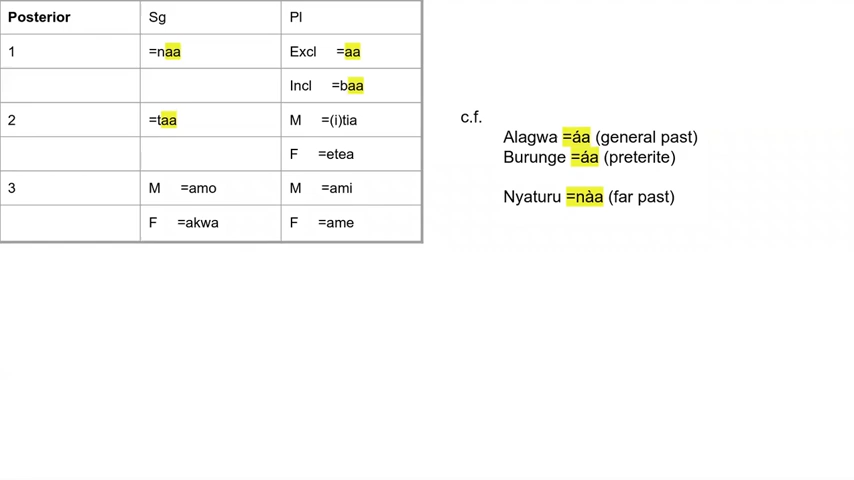 Posterior Sg Pl
1 =naa Excl =aa
Incl =baa
2 =taa M =(i)tia
F =etea
3 M =amo M =ami
F =akwa F =ame
c.f.
Alagwa =áa (general past)
Burunge =áa (preterite)
Nyaturu =nàa (far past)